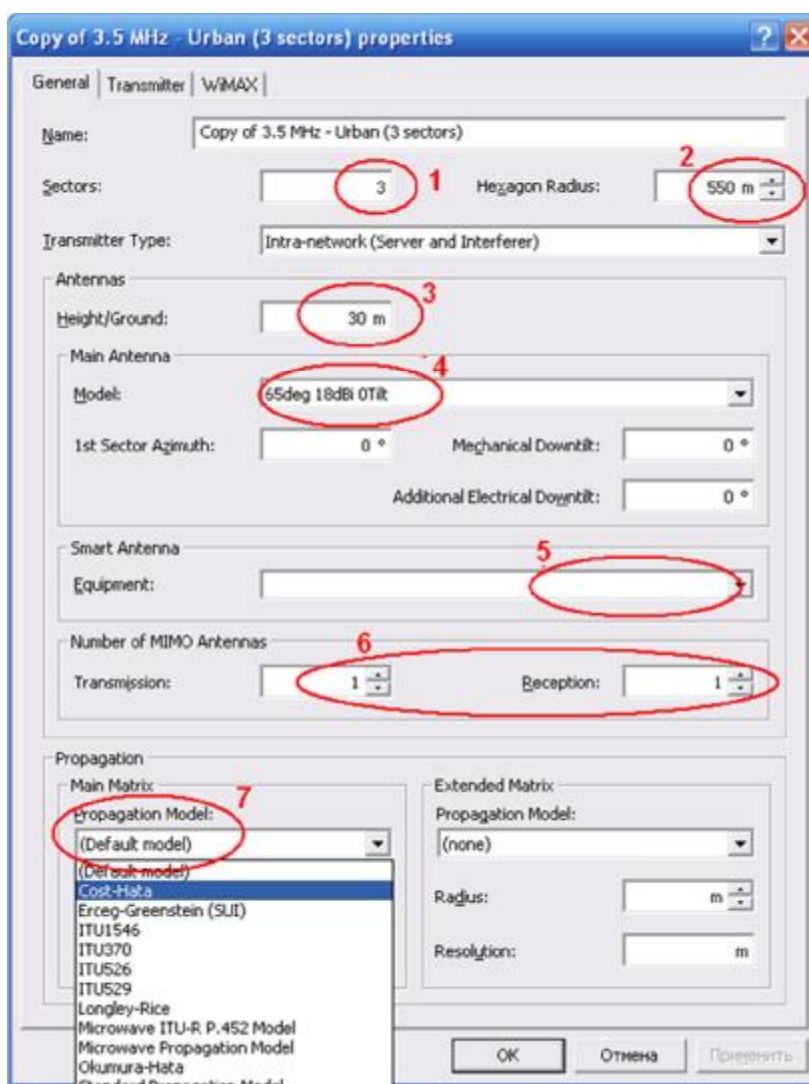 Copy of 3.5 MHz - Urban (3 sectors) properties
General Transmitter WiMAX
Name: Copy of 3.5 MHz - Urban (3 sectors)
Sectors: 3 1 Hexagon Radius: 550 m 2
Transmitter Type: Intra-network (Server and Interferer)
Antennas
Height/Ground: 30 m 3
Main Antenna
Model: 65deg 18dBi 0Tilt 4
1st Sector Azimuth: 0 ° Mechanical Downtilt: 0 °
Additional Electrical Downtilt: 0 °
Smart Antenna
Equipment: 5
Number of MIMO Antennas
6
Transmission: 1 Reception: 1
Propagation
Main Matrix
Propagation Model: 7
(Default model)
(Default model)
Cost-Hata
Erceg-Greenstein (SUI)
ITU1546
ITU370
ITU526
ITU529
Longley-Rice
Microwave ITU-R P.452 Model
Microwave Propagation Model
Okumura-Hata
Standard Propagation Model
Extended Matrix
Propagation Model:
(none)
Radius: m
Resolution: m
OK Отмена Применить